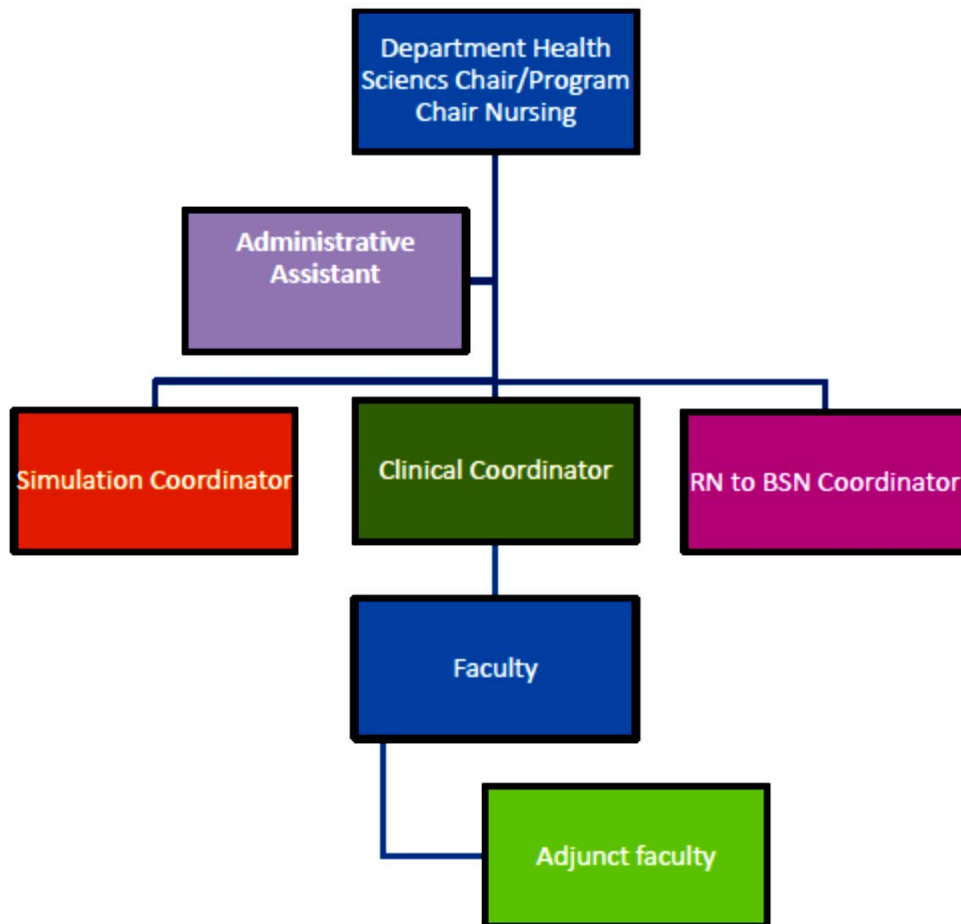 Department Health
Sciencs Chair/Program
Chair Nursing
Administrative
Assistant
Simulation Coordinator
Clinical Coordinator
RN to BSN Coordinator
Faculty
Adjunct faculty